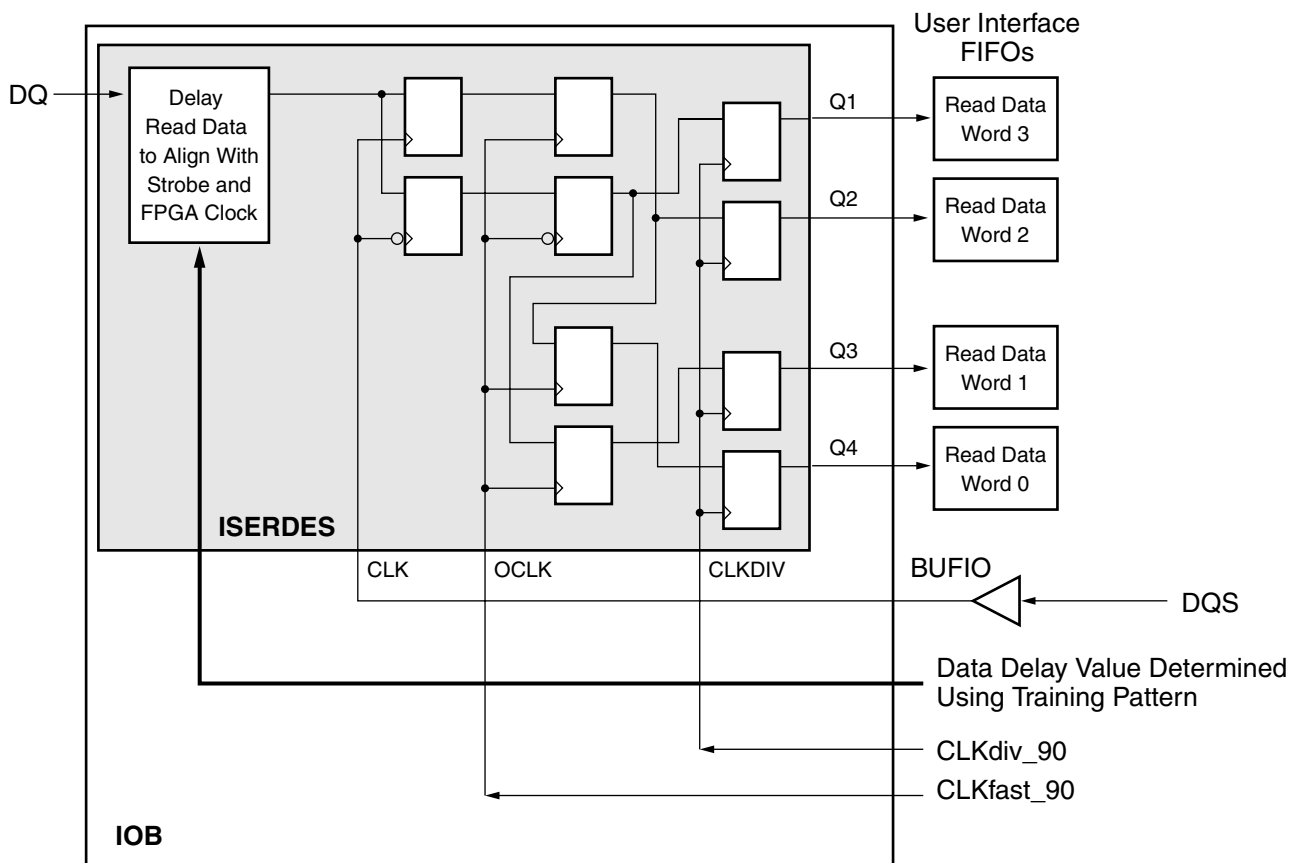 User Interface
FIFOs
DQ
Delay
Read Data
to Align With
Strobe and
FPGA Clock
Q1
Read Data
Word 3
Q2
Read Data
Word 2
Q3
Read Data
Word 1
Q4
Read Data
Word 0
ISERDES
CLK
OCLK
CLKDIV
BUFIO
DQS
Data Delay Value Determined
Using Training Pattern
CLKdiv_90
CLKfast_90
IOB